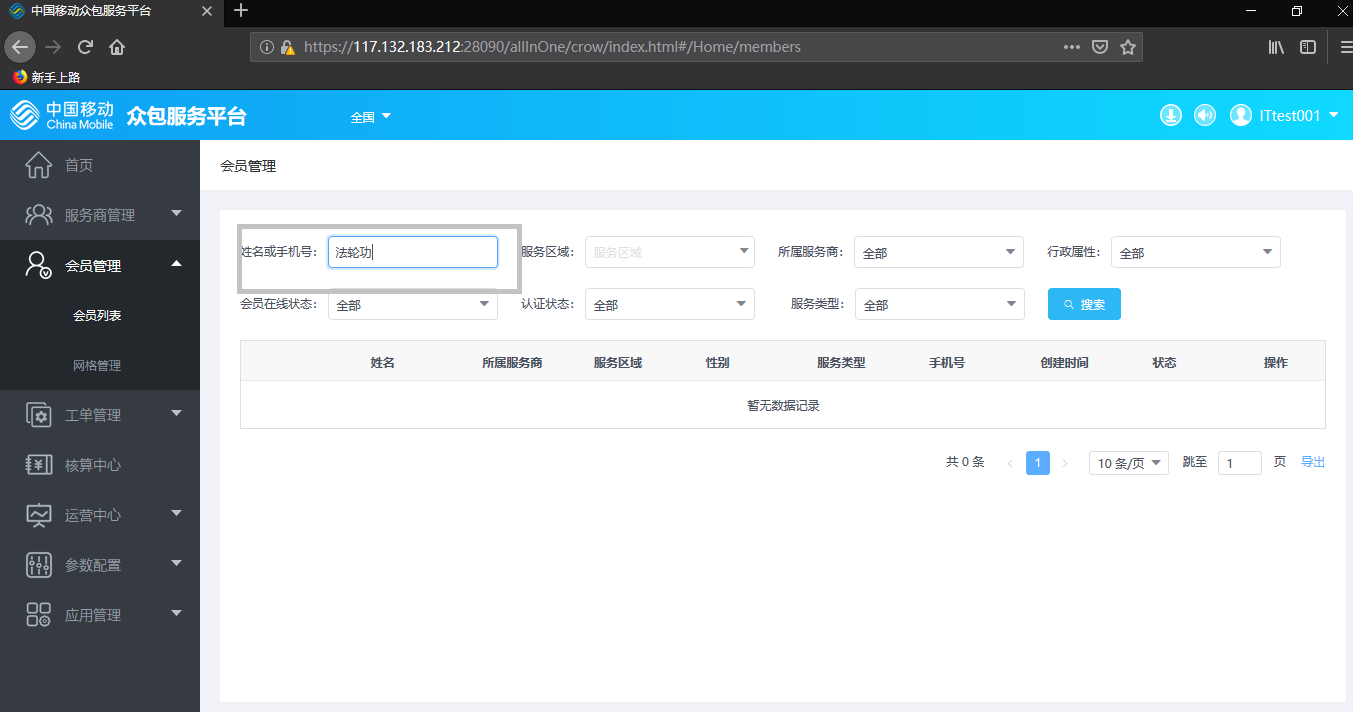 中国移动众包服务平台
https://117.132.183.212:28090/allInOne/crow/index.html#/Home/members
新手上路
中国移动
China Mobile
众包服务平台
全国
ITtest001
首页
服务商管理
会员管理
会员列表
网格管理
工单管理
核算中心
运营中心
参数配置
应用管理
会员管理
姓名或手机号： 法轮功 服务区域： 服务区域 所属服务商： 全部 行政属性： 全部
会员在线状态： 全部 认证状态： 全部 服务类型： 全部 搜索
姓名 所属服务商 服务区域 性别 服务类型 手机号 创建时间 状态 操作
暂无数据记录
共 0 条 < 1 > 10 条/页 跳至 1 页 导出